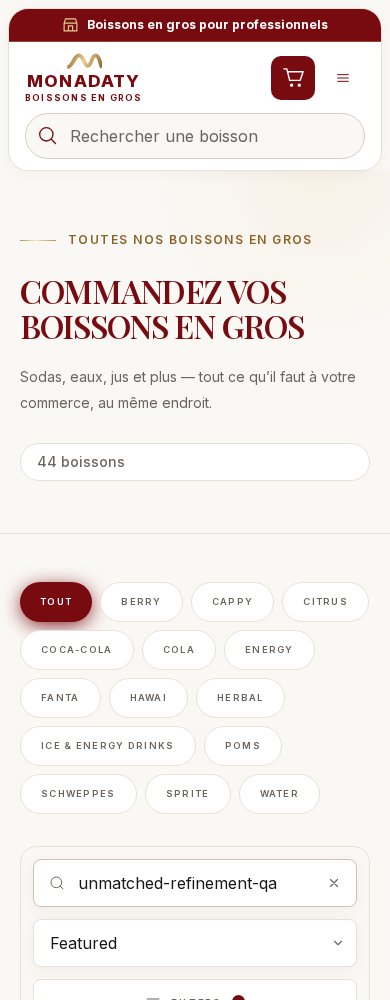 Boissons en gros pour professionnels
MONADATY
BOISSONS EN GROS
Rechercher une boisson
TOUTES NOS BOISSONS EN GROS
COMMANDEZ VOS
BOISSONS EN GROS
Sodas, eaux, jus et plus — tout ce qu’il faut à votre
commerce, au même endroit.
44 boissons
TOUT BERRY CAPPY CITRUS
COCA-COLA COLA ENERGY
FANTA HAWAI HERBAL
ICE & ENERGY DRINKS POMS
SCHWEPPES SPRITE WATER
unmatched-refinement-qa
Featured